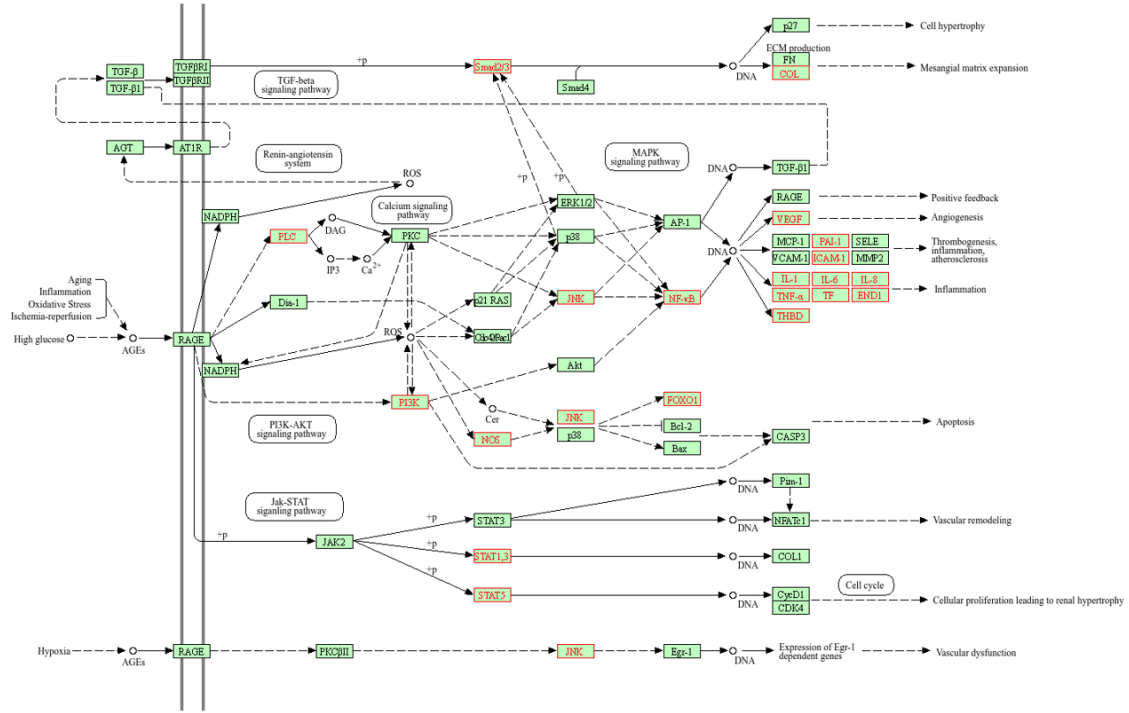 p27
Cell hypertrophy
ECM production
TGF-β
TGFβRI
+p
Smad2/3
DNA
FN
COL
Mesangial matrix expansion
TGF-β1
TGFβRII
TGF-beta
signaling pathway
Smad4
AGT
AT1R
Renin-angiotensin
system
MAPK
signaling pathway
DNA
TGF-β1
ROS
+p
+p
NADPH
Calcium signaling
pathway
ERK1/2
RAGE
Positive feedback
PLC
DAG
PKC
p38
AP-1
VEGF
Angiogenesis
IP3
Ca2+
DNA
MCP-1
PAI-1
SELE
VCAM-1
ICAM-1
MMP2
Thrombogenesis,
inflammation,
atherosclerosis
Aging
Inflammation
Oxidative Stress
Ischemia-reperfusion
High glucose
AGEs
RAGE
Dia-1
p21 RAS
JNK
NF-κB
IL-1
IL-6
IL-8
TNF-α
TF
END1
Inflammation
THBD
ROS
NADPH
Akt
PI3K
PI3K-AKT
signaling pathway
Cer
NOS
JNK
p38
FOXO1
Bcl-2
Bax
CASP3
Apoptosis
Jak-STAT
siganling pathway
DNA
Pim-1
+p
JAK2
+p
STAT3
DNA
NFATc1
Vascular remodeling
+p
STAT1,3
DNA
COL1
+p
STAT5
DNA
CycD1
CDK4
Cell cycle
Cellular proliferation leading to renal hypertrophy
Hypoxia
AGEs
RAGE
PKCβII
JNK
Egr-1
DNA
Expression of Egr-1
dependent genes
Vascular dysfunction